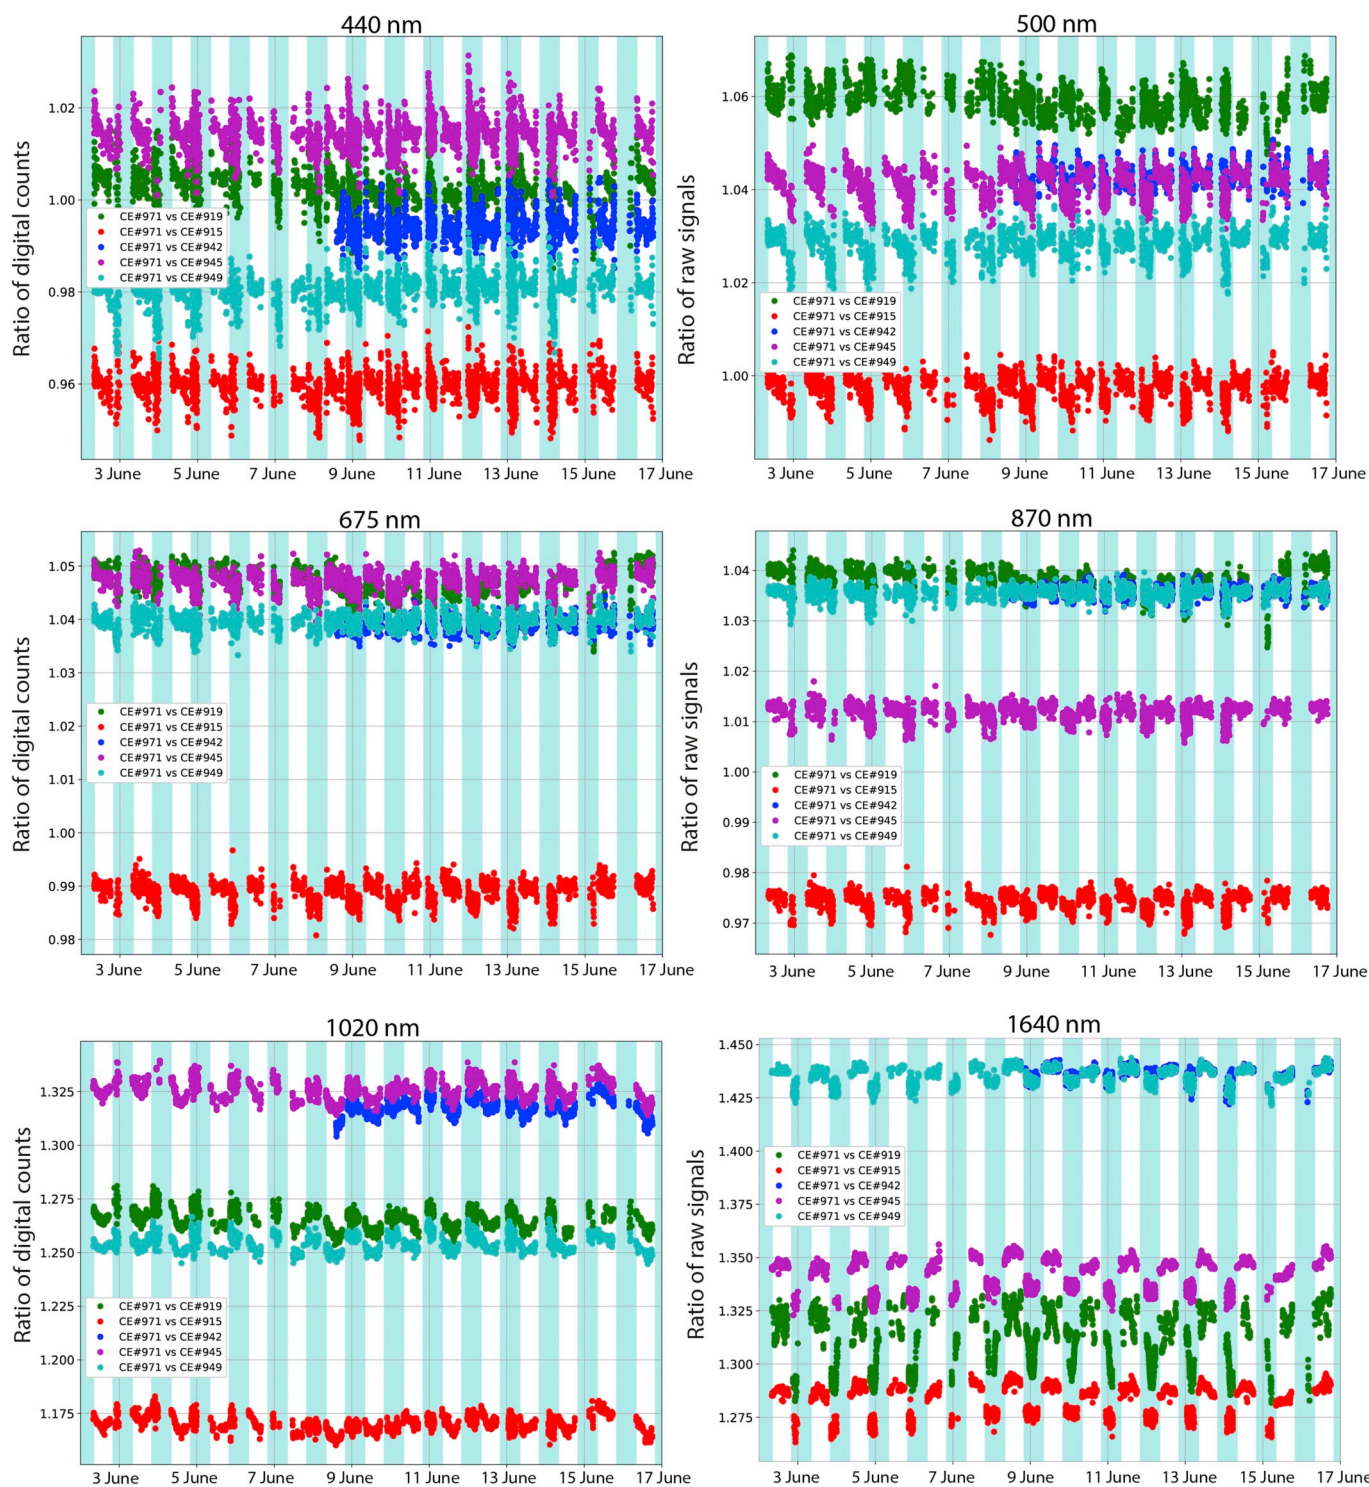 440 nm
Ratio of digital counts
1.02
1.00
0.98
0.96
CE#971 vs CE#919
CE#971 vs CE#915
CE#971 vs CE#942
CE#971 vs CE#945
CE#971 vs CE#949
3 June 5 June 7 June 9 June 11 June 13 June 15 June 17 June
500 nm
Ratio of raw signals
1.06
1.04
1.02
1.00
CE#971 vs CE#919
CE#971 vs CE#915
CE#971 vs CE#942
CE#971 vs CE#945
CE#971 vs CE#949
3 June 5 June 7 June 9 June 11 June 13 June 15 June 17 June
675 nm
Ratio of digital counts
1.05
1.04
1.03
1.02
1.01
1.00
0.99
0.98
CE#971 vs CE#919
CE#971 vs CE#915
CE#971 vs CE#942
CE#971 vs CE#945
CE#971 vs CE#949
3 June 5 June 7 June 9 June 11 June 13 June 15 June 17 June
870 nm
Ratio of raw signals
1.04
1.03
1.02
1.01
1.00
0.99
0.98
0.97
CE#971 vs CE#919
CE#971 vs CE#915
CE#971 vs CE#942
CE#971 vs CE#945
CE#971 vs CE#949
3 June 5 June 7 June 9 June 11 June 13 June 15 June 17 June
1020 nm
Ratio of digital counts
1.325
1.300
1.275
1.250
1.225
1.200
1.175
CE#971 vs CE#919
CE#971 vs CE#915
CE#971 vs CE#942
CE#971 vs CE#945
CE#971 vs CE#949
3 June 5 June 7 June 9 June 11 June 13 June 15 June 17 June
1640 nm
Ratio of raw signals
1.450
1.425
1.400
1.375
1.350
1.325
1.300
1.275
CE#971 vs CE#919
CE#971 vs CE#915
CE#971 vs CE#942
CE#971 vs CE#945
CE#971 vs CE#949
3 June 5 June 7 June 9 June 11 June 13 June 15 June 17 June